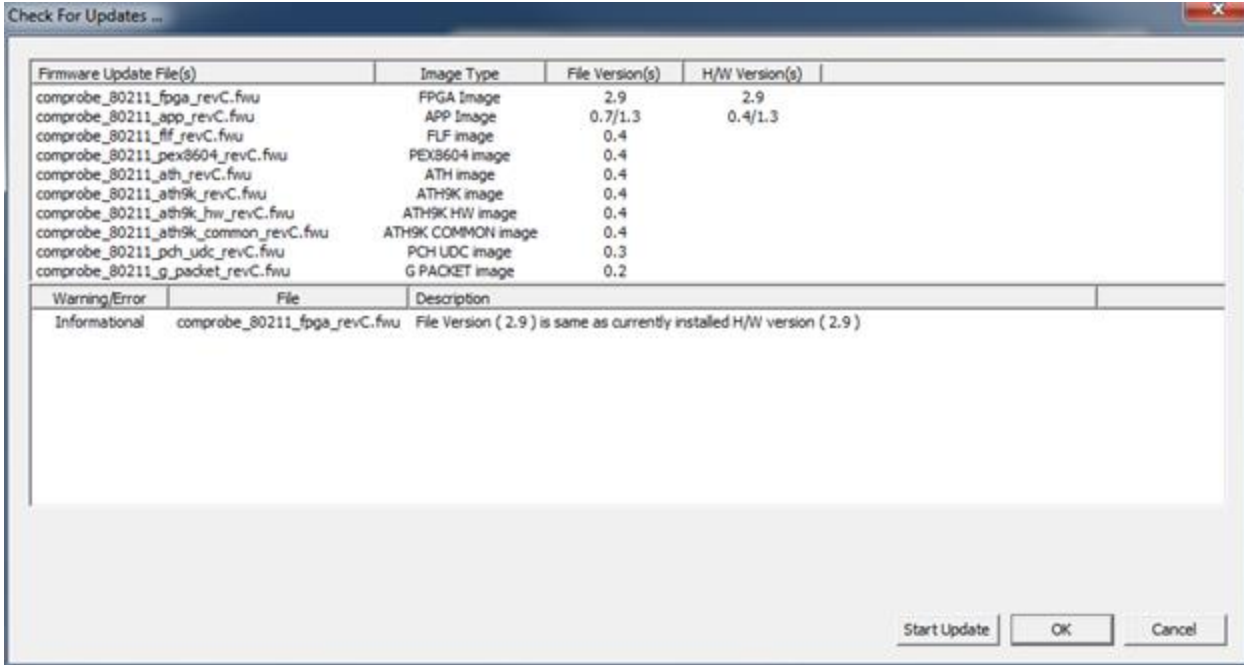 Check For Updates ...
Firmware Update File(s) Image Type File Version(s) H/W Version(s)
comprobe_80211_fpga_revC.fwu FPGA Image 2.9 2.9
comprobe_80211_app_revC.fwu APP Image 0.7/1.3 0.4/1.3
comprobe_80211_flf_revC.fwu FLF image 0.4
comprobe_80211_pex8604_revC.fwu PEX8604 image 0.4
comprobe_80211_ath_revC.fwu ATH image 0.4
comprobe_80211_ath9k_revC.fwu ATH9K image 0.4
comprobe_80211_ath9k_hw_revC.fwu ATH9K HW image 0.4
comprobe_80211_ath9k_common_revC.fwu ATH9K COMMON image 0.4
comprobe_80211_pch_udc_revC.fwu PCH UDC image 0.3
comprobe_80211_g_packet_revC.fwu G PACKET image 0.2
Warning/Error File Description
Informational comprobe_80211_fpga_revC.fwu File Version ( 2.9 ) is same as currently installed H/W version ( 2.9 )
Start Update OK Cancel